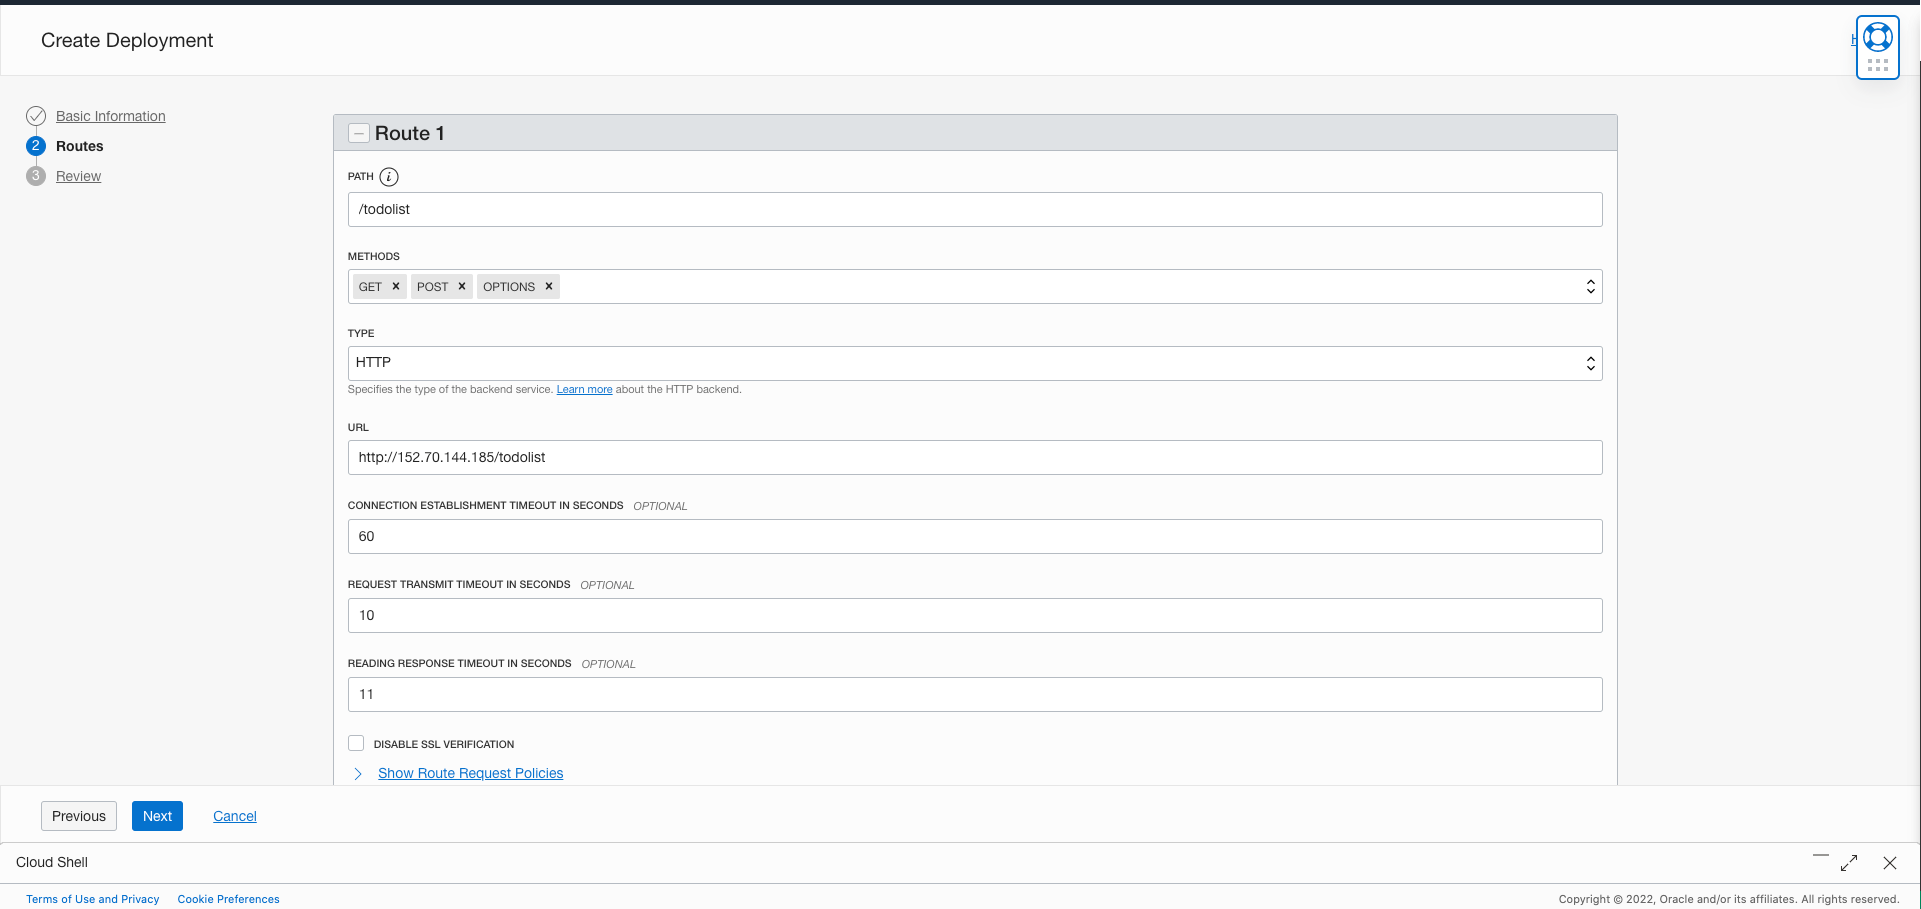 Create Deployment
H
Basic Information
2 Routes
3 Review
Route 1
PATH i
/todolist
METHODS
GET × POST × OPTIONS ×
TYPE
HTTP
Specifies the type of the backend service. Learn more about the HTTP backend.
URL
http://152.70.144.185/todolist
CONNECTION ESTABLISHMENT TIMEOUT IN SECONDS OPTIONAL
60
REQUEST TRANSMIT TIMEOUT IN SECONDS OPTIONAL
10
READING RESPONSE TIMEOUT IN SECONDS OPTIONAL
11
DISABLE SSL VERIFICATION
Show Route Request Policies
Previous Next Cancel
Cloud Shell
Terms of Use and Privacy Cookie Preferences
Copyright © 2022, Oracle and/or its affiliates. All rights reserved.